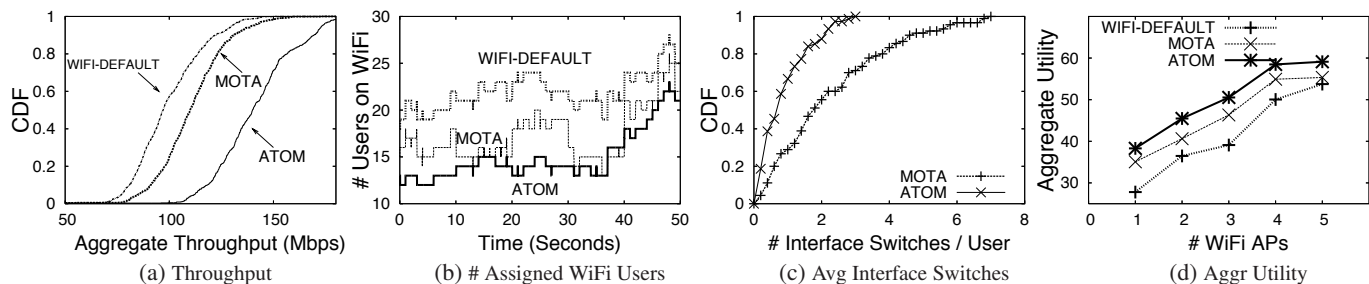 1
0.8
0.6
0.4
0.2
0
CDF
WIFI-DEFAULT
MOTA
ATOM
50
100
150
Aggregate Throughput (Mbps)
(a) Throughput
30
25
20
15
10
# Users on WiFi
WIFI-DEFAULT
MOTA
ATOM
0
10
20
30
40
50
Time (Seconds)
(b) # Assigned WiFi Users
1
0.8
0.6
0.4
0.2
0
CDF
MOTA
ATOM
0
2
4
6
8
# Interface Switches / User
(c) Avg Interface Switches
60
50
40
30
Aggregate Utility
WIFI-DEFAULT
MOTA
ATOM
0
1
2
3
4
5
# WiFi APs
(d) Aggr Utility